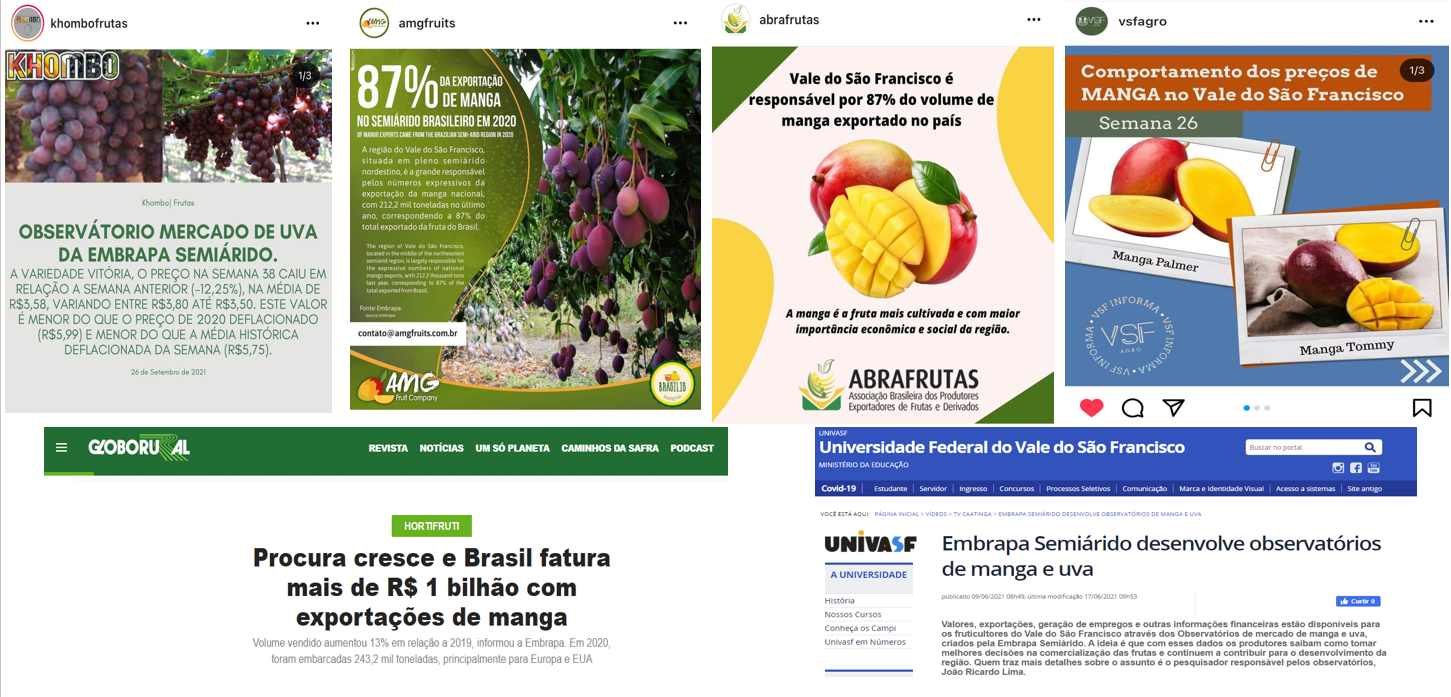 khombofrutas
KHOMBO
1/3
Khombo| Frutas
OBSERVATÓRIO MERCADO DE UVA
DA EMBRAPA SEMIÁRIDO.
A VARIEDADE VITÓRIA, O PREÇO NA SEMANA 38 CAIU EM
RELAÇÃO A SEMANA ANTERIOR (-12,25%), NA MÉDIA DE
R$3,58, VARIANDO ENTRE R$3,80 ATÉ R$3,50. ESTE VALOR
É MENOR DO QUE O PREÇO DE 2020 DEFLACIONADO
(R$5,99) E MENOR DO QUE A MÉDIA HISTÓRICA
DEFLACIONADA DA SEMANA (R$5,75).
26 de Setembro de 2021
amgfruits
87% DA EXPORTAÇÃO
DE MANGA
NO SEMIÁRIDO BRASILEIRO EM 2020
OF MANGO EXPORTS CAME FROM THE BRAZILIAN SEMI-ARID REGION IN 2020
A região do Vale do São Francisco,
situada em pleno semiárido
nordestino, é a grande responsável
pelos números expressivos da
exportação da manga nacional,
com 212,2 mil toneladas no último
ano, correspondendo a 87% do
total exportado da fruta do Brasil.
The region of Vale do São Francisco,
located in the middle of the northeastern
semiarid region, is largely responsible for
the expressive numbers of national
mango exports, with 212.2 thousand tons
last year, corresponding to 87% of the
total exported from Brazil.
Fonte: Embrapa
Source: Embrapa
contato@amgfruits.com.br
AMG
Fruit Company
abrafrutas
Vale do São Francisco é
responsável por 87% do volume de
manga exportado no país
A manga é a fruta mais cultivada e com maior
importância econômica e social da região.
ABRAFRUTAS
Associação Brasileira dos Produtores
Exportadores de Frutas e Derivados
vsfagro
Comportamento dos preços de
MANGA no Vale do São Francisco
1/3
Semana 26
Manga Palmer
VSF INFORMA • VSF INFORMA • VSF INFORMA
VSF
AGRO
Manga Tommy
GLOBORURAL
REVISTA NOTÍCIAS UM SÓ PLANETA CAMINHOS DA SAFRA PODCAST
HORTIFRUTI
Procura cresce e Brasil fatura
mais de R$ 1 bilhão com
exportações de manga
Volume vendido aumentou 13% em relação a 2019, informou a Embrapa. Em 2020,
foram embarcadas 243,2 mil toneladas, principalmente para Europa e EUA
UNIVASF
Universidade Federal do Vale do São Francisco
MINISTÉRIO DA EDUCAÇÃO
Buscar no portal
Covid-19 Estudante Servidor Ingresso Concursos Processos Seletivos Comunicação Marca e Identidade Visual Acesso a sistemas Site antigo
VOCÊ ESTÁ AQUI: PÁGINA INICIAL > VÍDEOS > TV CAATINGA > EMBRAPA SEMIÁRIDO DESENVOLVE OBSERVATÓRIOS DE MANGA E UVA
UNIVASF
A UNIVERSIDADE
História
Nossos Cursos
Conheça os Campi
Univasf em Números
Embrapa Semiárido desenvolve observatórios
de manga e uva
publicado 09/06/2021 08h49, última modificação 17/06/2021 09h53
Curtir 0
Valores, exportações, geração de empregos e outras informações financeiras estão disponíveis para
os fruticultores do Vale do São Francisco através dos Observatórios de mercado de manga e uva,
criados pela Embrapa Semiárido. A ideia é que com esses dados os produtores saibam como tomar
melhores decisões na comercialização das frutas e continuem a contribuir para o desenvolvimento da
região. Quem traz mais detalhes sobre o assunto é o pesquisador responsável pelos observatórios,
João Ricardo Lima.